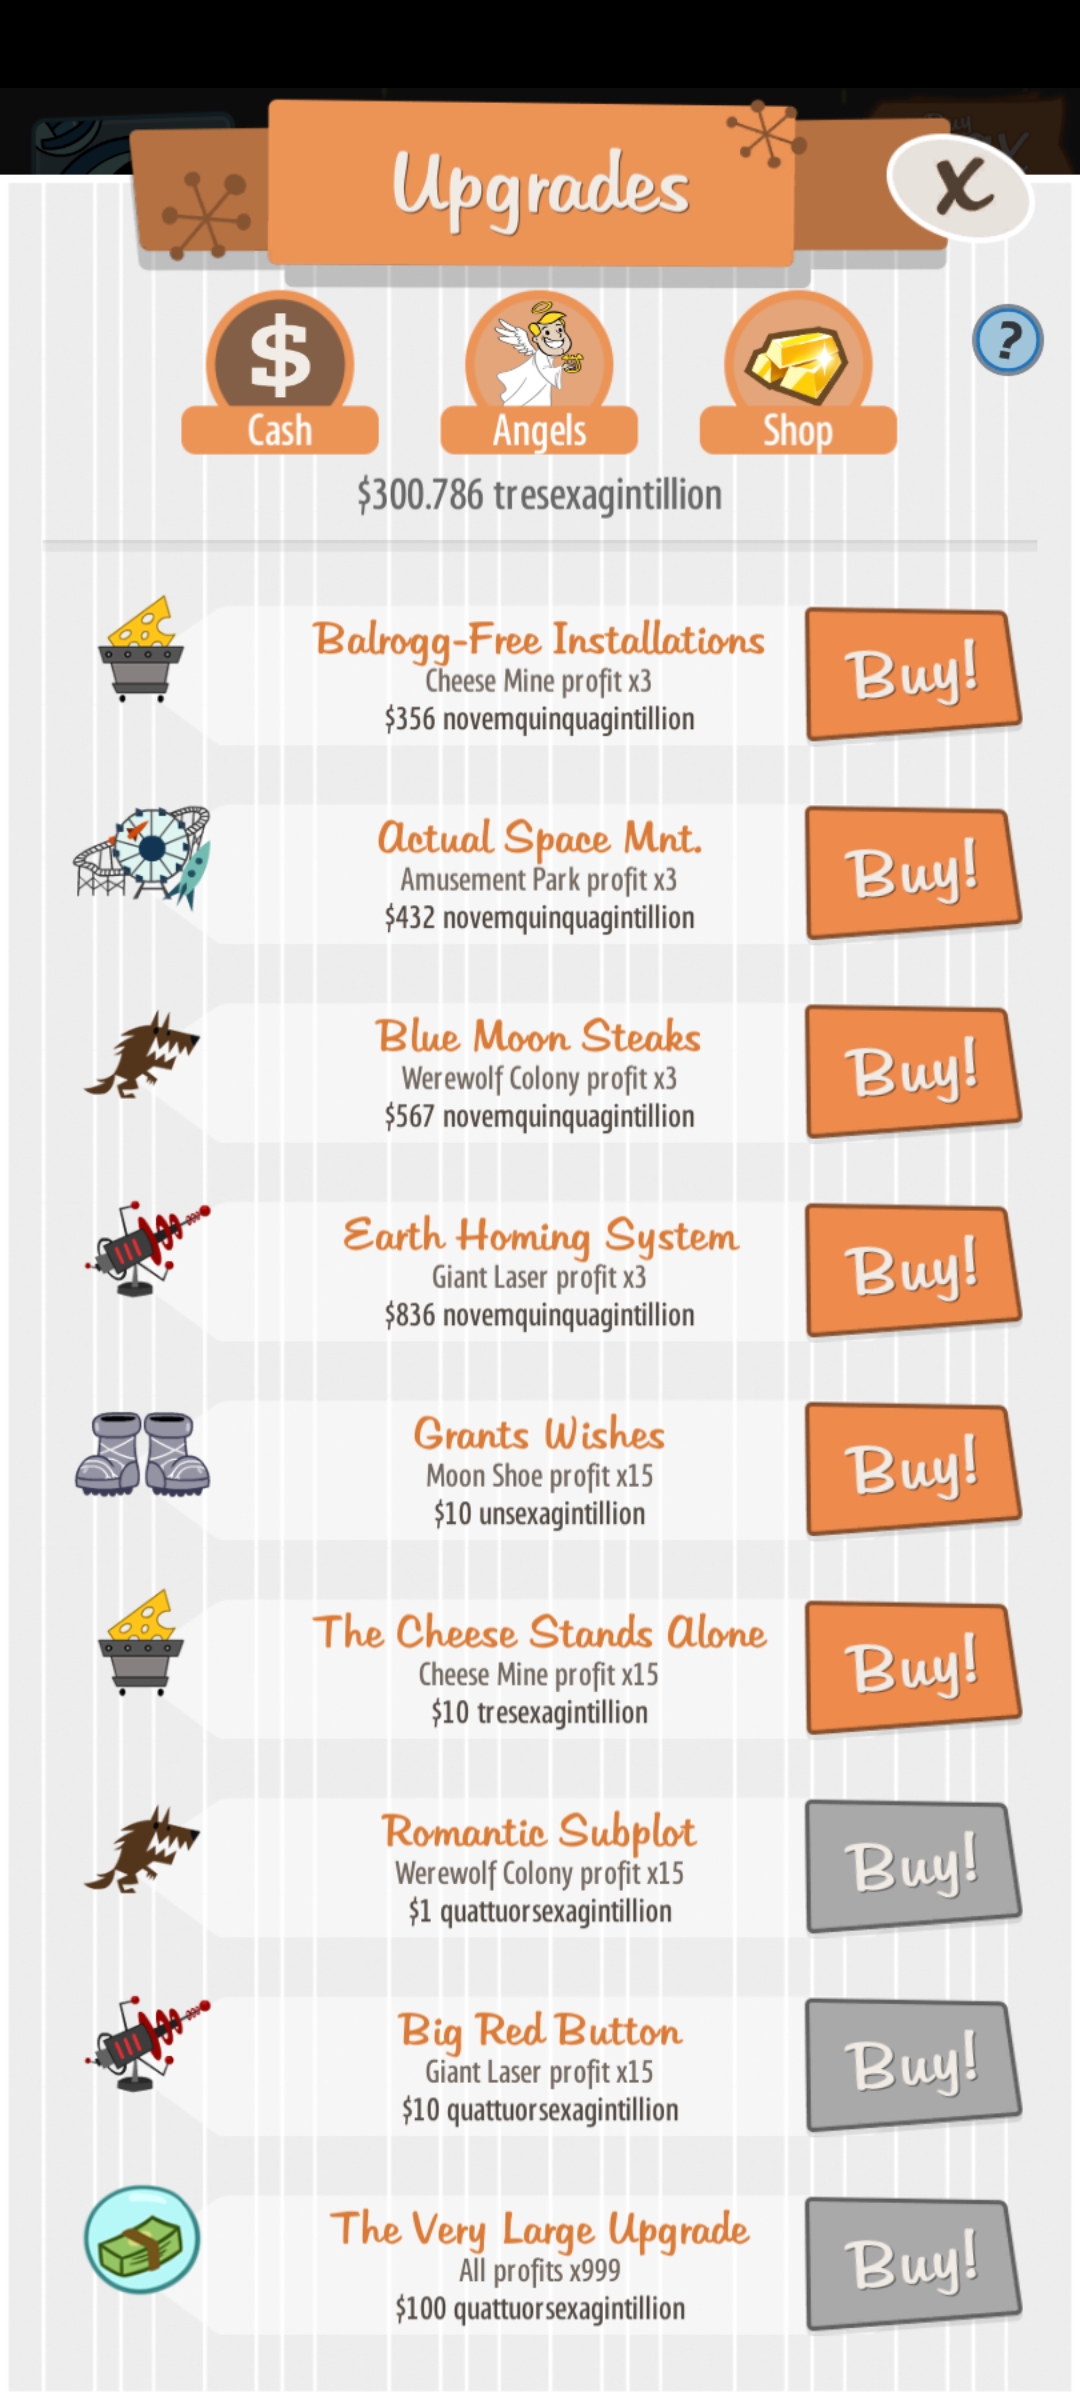 Buy
Upgrades
X
$
?
Cash
Angels
Shop
$300.786 tresexagintillion
Balrogg-Free Installations
Cheese Mine profit x3
$356 novemquinquagintillion
Buy!
Actual Space Mnt.
Amusement Park profit x3
$432 novemquinquagintillion
Buy!
Blue Moon Steaks
Werewolf Colony profit x3
$567 novemquinquagintillion
Buy!
Earth Homing System
Giant Laser profit x3
$836 novemquinquagintillion
Buy!
Grants Wishes
Moon Shoe profit x15
$10 unsexagintillion
Buy!
The Cheese Stands Alone
Cheese Mine profit x15
$10 tresexagintillion
Buy!
Romantic Subplot
Werewolf Colony profit x15
$1 quattuorsexagintillion
Buy!
Big Red Button
Giant Laser profit x15
$10 quattuorsexagintillion
Buy!
The Very Large Upgrade
All profits x999
$100 quattuorsexagintillion
Buy!